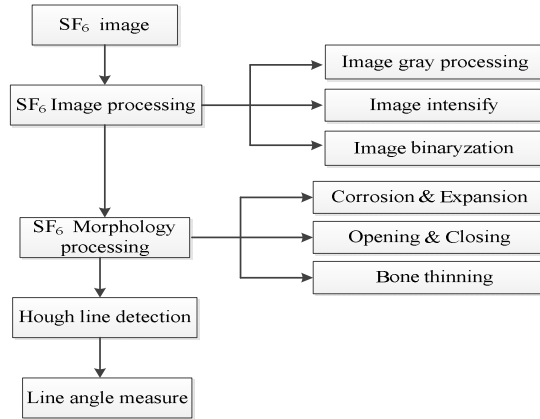 SF₆ image
SF₆ Image processing
Image gray processing
Image intensify
Image binaryzation
SF₆ Morphology
processing
Corrosion & Expansion
Opening & Closing
Bone thinning
Hough line detection
Line angle measure